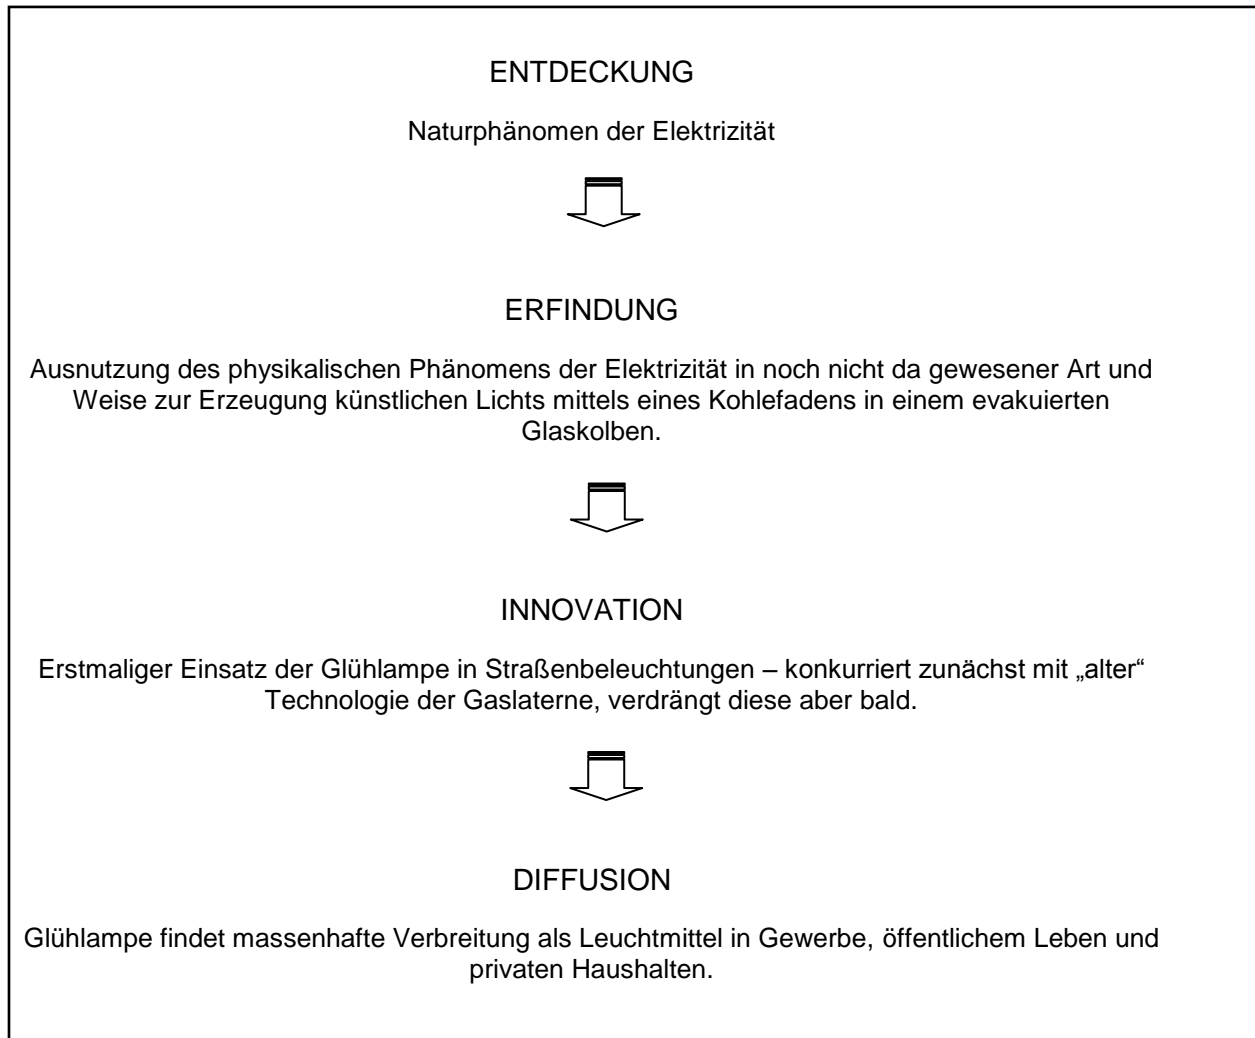 ENTDECKUNG
Naturphänomen der Elektrizität
ERFINDUNG
Ausnutzung des physikalischen Phänomens der Elektrizität in noch nicht da gewesener Art und
Weise zur Erzeugung künstlichen Lichts mittels eines Kohlefadens in einem evakuierten
Glaskolben.
INNOVATION
Erstmaliger Einsatz der Glühlampe in Straßenbeleuchtungen – konkurriert zunächst mit „alter“
Technologie der Gaslaterne, verdrängt diese aber bald.
DIFFUSION
Glühlampe findet massenhafte Verbreitung als Leuchtmittel in Gewerbe, öffentlichem Leben und
privaten Haushalten.